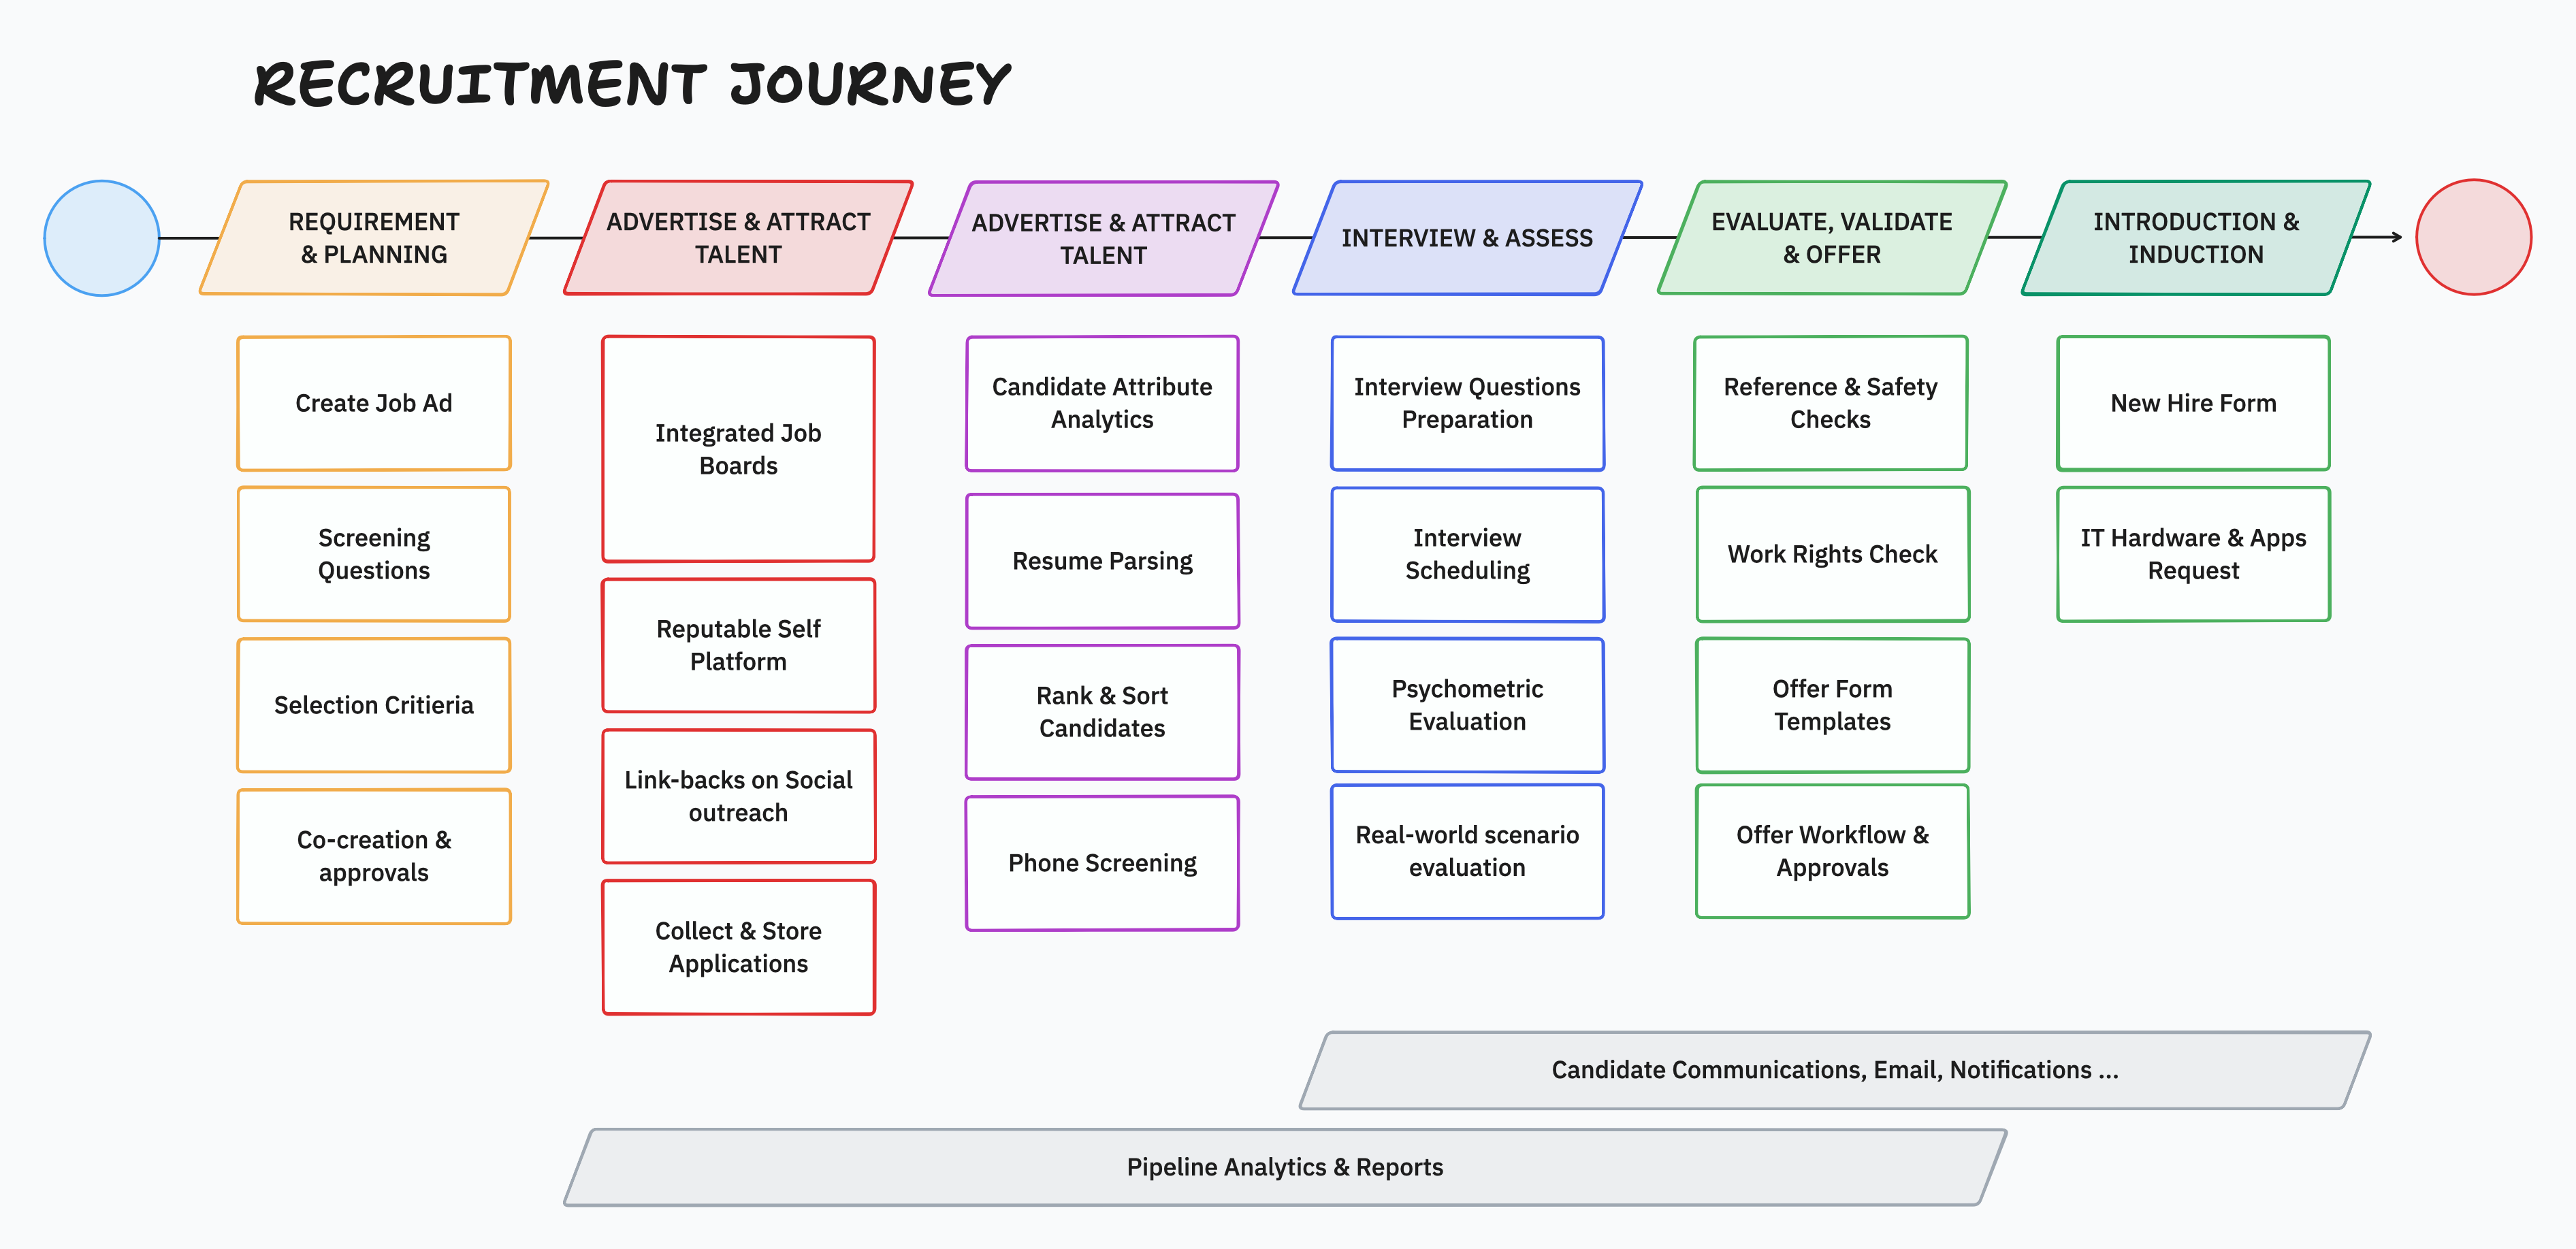 RECRUITMENT JOURNEY
REQUIREMENT
& PLANNING
ADVERTISE & ATTRACT
TALENT
ADVERTISE & ATTRACT
TALENT
INTERVIEW & ASSESS
EVALUATE, VALIDATE
& OFFER
INTRODUCTION &
INDUCTION
Create Job Ad
Screening
Questions
Selection Critieria
Co-creation &
approvals
Integrated Job
Boards
Reputable Self
Platform
Link-backs on Social
outreach
Collect & Store
Applications
Candidate Attribute
Analytics
Resume Parsing
Rank & Sort
Candidates
Phone Screening
Interview Questions
Preparation
Interview
Scheduling
Psychometric
Evaluation
Real-world scenario
evaluation
Reference & Safety
Checks
Work Rights Check
Offer Form
Templates
Offer Workflow &
Approvals
New Hire Form
IT Hardware & Apps
Request
Candidate Communications, Email, Notifications ...
Pipeline Analytics & Reports